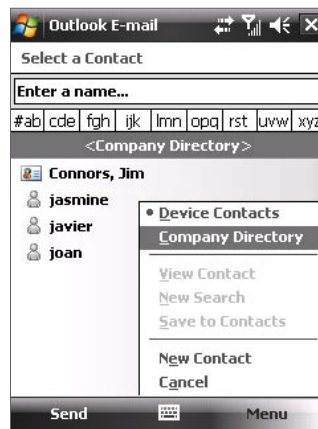 Outlook E-mail
Select a Contact
Enter a name...
#ab cde fgh ijk lmn opq rst uvw xyz
<Company Directory>
Connors, Jim
jasmine
javier
joan
Device Contacts
Company Directory
View Contact
New Search
Save to Contacts
New Contact
Cancel
Send Menu